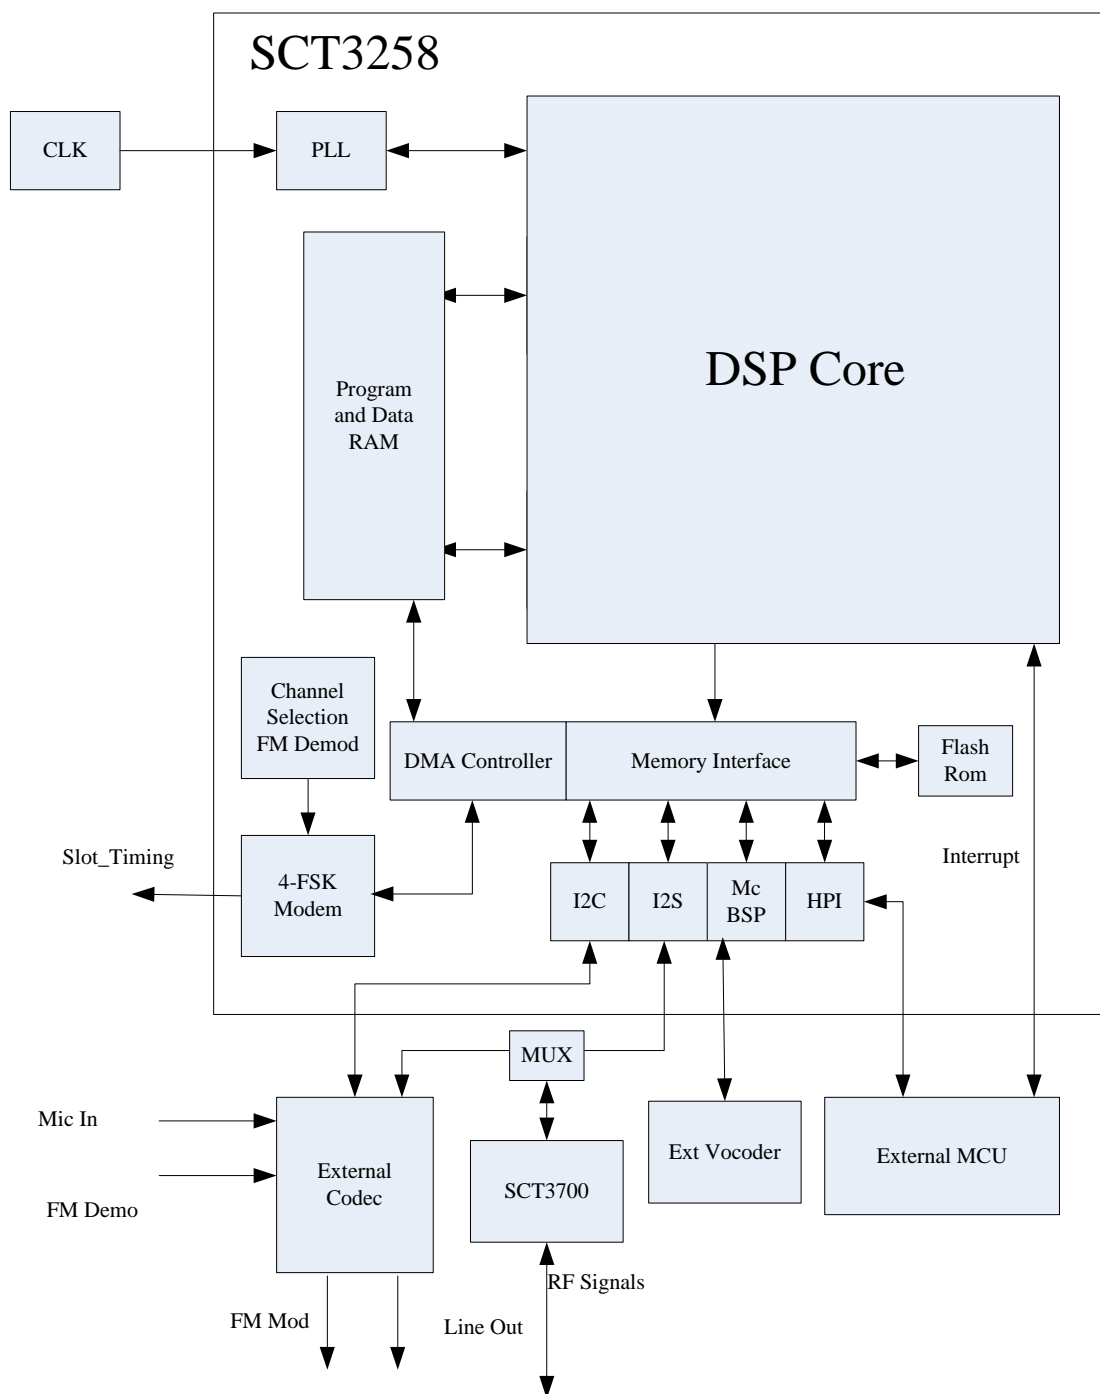 SCT3258
CLK
PLL
DSP Core
Program
and Data
RAM
Channel
Selection
FM Demod
DMA Controller
Memory Interface
Flash
Rom
Slot_Timing
4-FSK
Modem
I2C
I2S
Mc
BSP
HPI
Interrupt
MUX
Mic In
External
Codec
FM Demo
SCT3700
Ext Vocoder
External MCU
RF Signals
FM Mod
Line Out